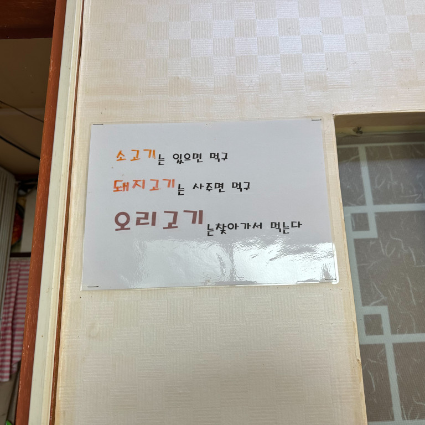 소고기는 있으면 먹구
돼지고기는 사주면 먹구
오리고기는찾아가서 먹는다